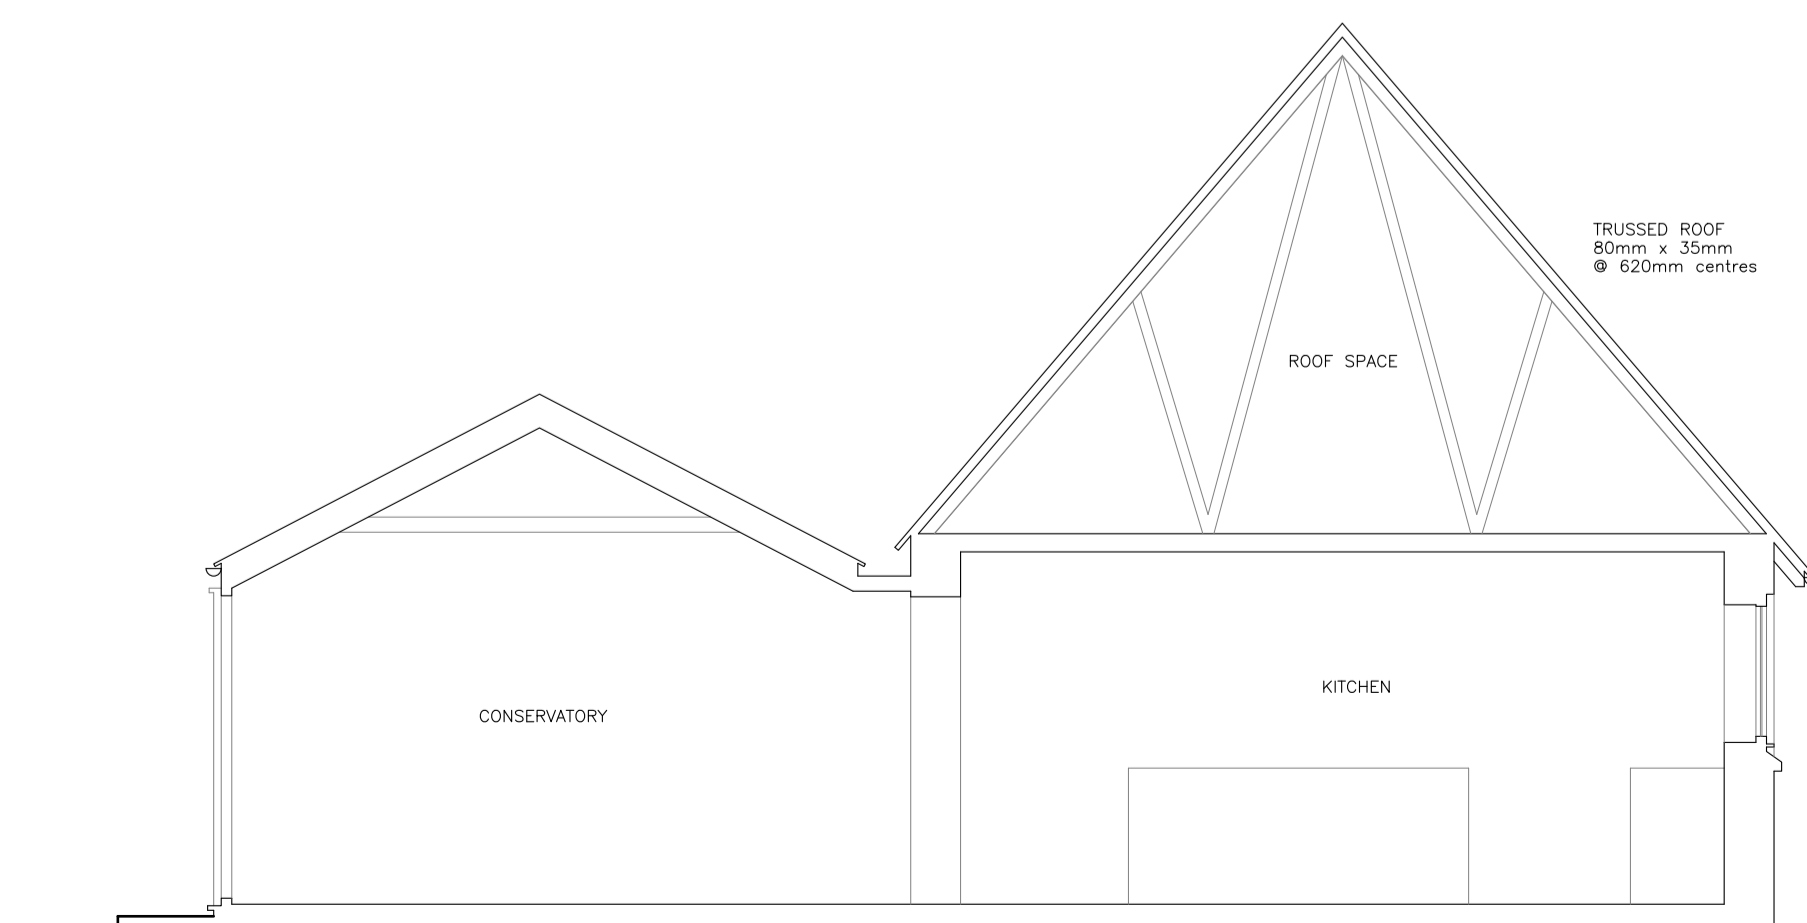 TRUSSED ROOF
80mm x 35mm
@ 620mm centres
ROOF SPACE
KITCHEN
CONSERVATORY